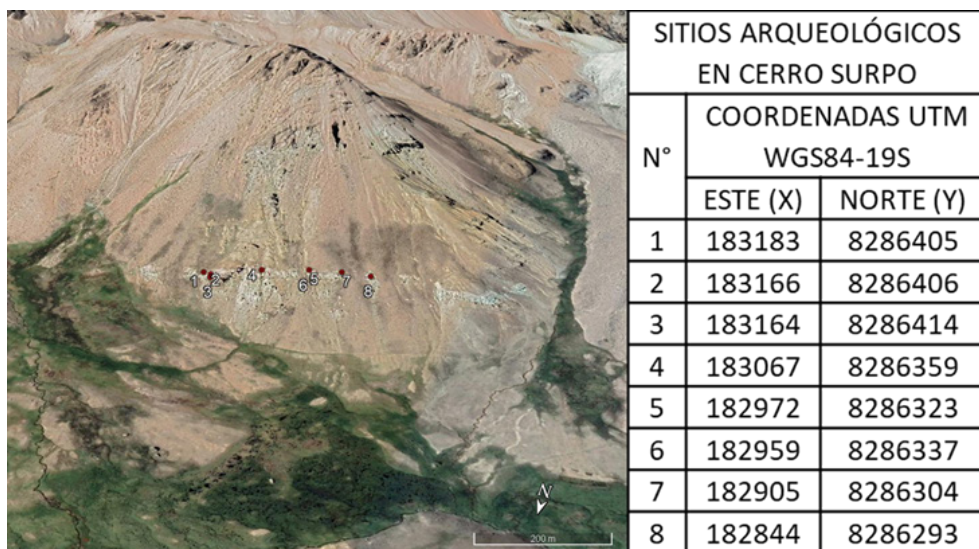 1 2 3 4 6 5 7 8
N
200 m
SITIOS ARQUEOLÓGICOS
EN CERRO SURPO
N°
COORDENADAS UTM
WGS84-19S
ESTE (X) NORTE (Y)
1 183183 8286405
2 183166 8286406
3 183164 8286414
4 183067 8286359
5 182972 8286323
6 182959 8286337
7 182905 8286304
8 182844 8286293